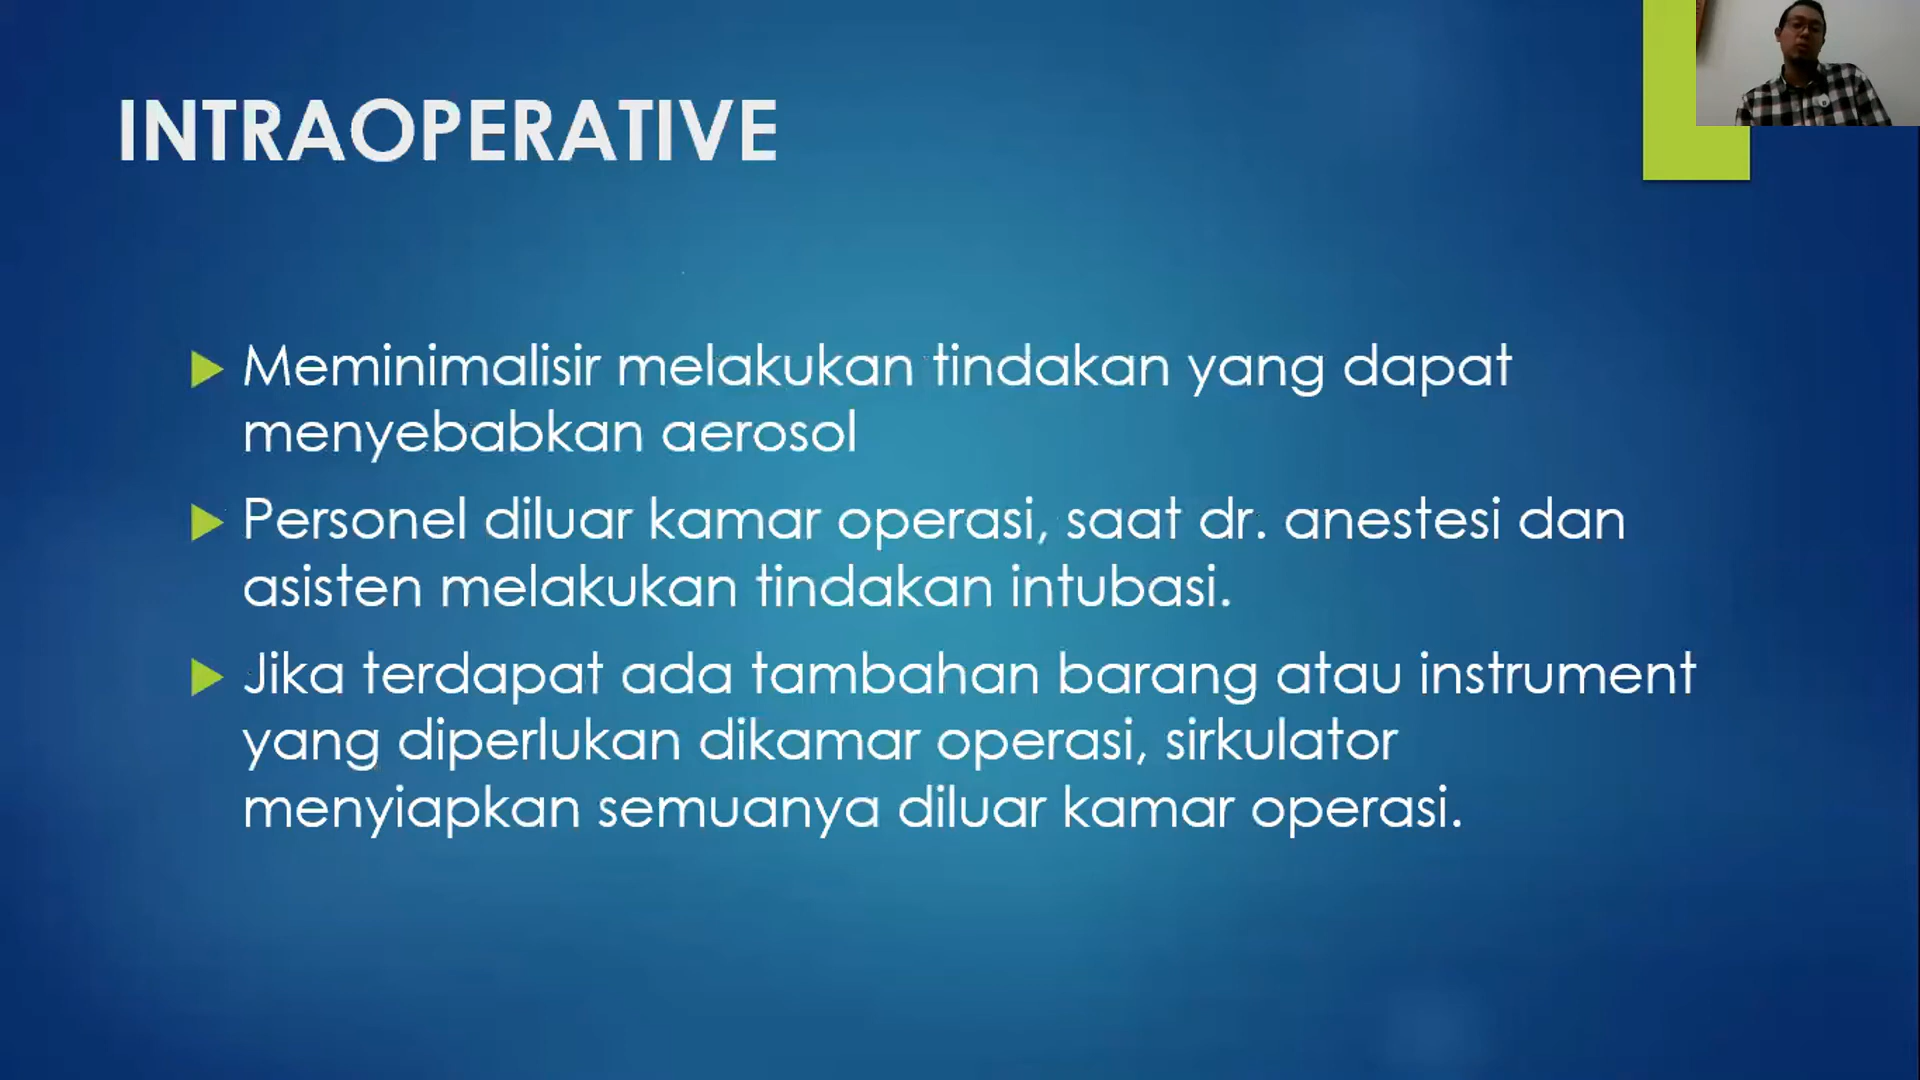 INTRAOPERATIVE
Meminimalisir melakukan tindakan yang dapat
menyebabkan aerosol
Personel diluar kamar operasi, saat dr. anestesi dan
asisten melakukan tindakan intubasi.
Jika terdapat ada tambahan barang atau instrument
yang diperlukan dikamar operasi, sirkulator
menyiapkan semuanya diluar kamar operasi.